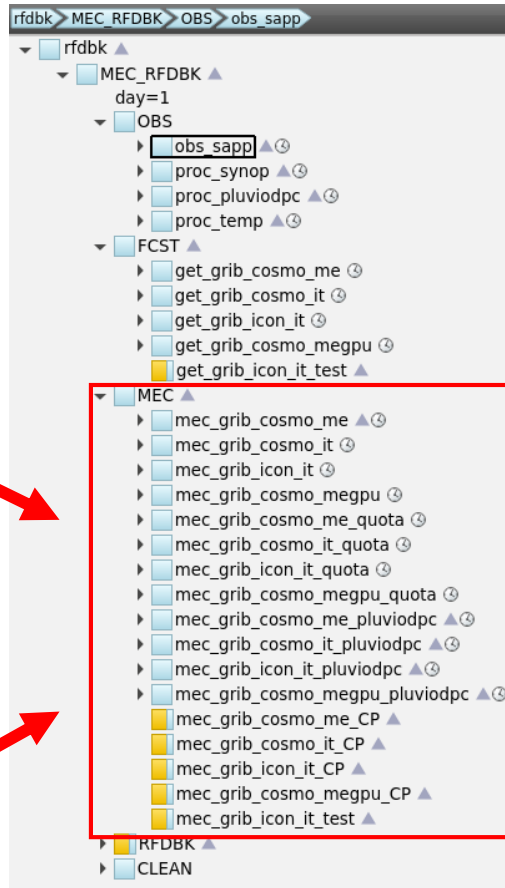 rfdbk MEC_RFDBK OBS obs_sapp
rfdbk
MEC_RFDBK
day=1
OBS
obs_sapp
proc_synop
proc_pluviodpc
proc_temp
FCST
get_grib_cosmo_me
get_grib_cosmo_it
get_grib_icon_it
get_grib_cosmo_megpu
get_grib_icon_it_test
MEC
mec_grib_cosmo_me
mec_grib_cosmo_it
mec_grib_icon_it
mec_grib_cosmo_megpu
mec_grib_cosmo_me_quota
mec_grib_cosmo_it_quota
mec_grib_icon_it_quota
mec_grib_cosmo_megpu_quota
mec_grib_cosmo_me_pluviodpc
mec_grib_cosmo_it_pluviodpc
mec_grib_icon_it_pluviodpc
mec_grib_cosmo_megpu_pluviodpc
mec_grib_cosmo_me_CP
mec_grib_cosmo_it_CP
mec_grib_icon_it_CP
mec_grib_cosmo_megpu_CP
mec_grib_icon_it_test
RFDBK
CLEAN